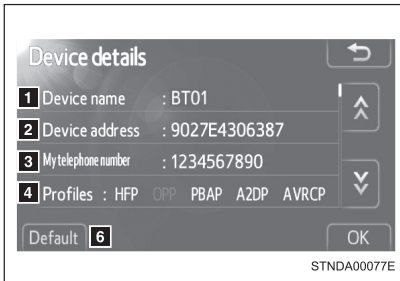 Device details
1 Device name : BT01
2 Device address : 9027E4306387
3 My telephone number : 1234567890
4 Profiles : HFP OPP PBAP A2DP AVRCP
Default 6 OK
STNDA00077E